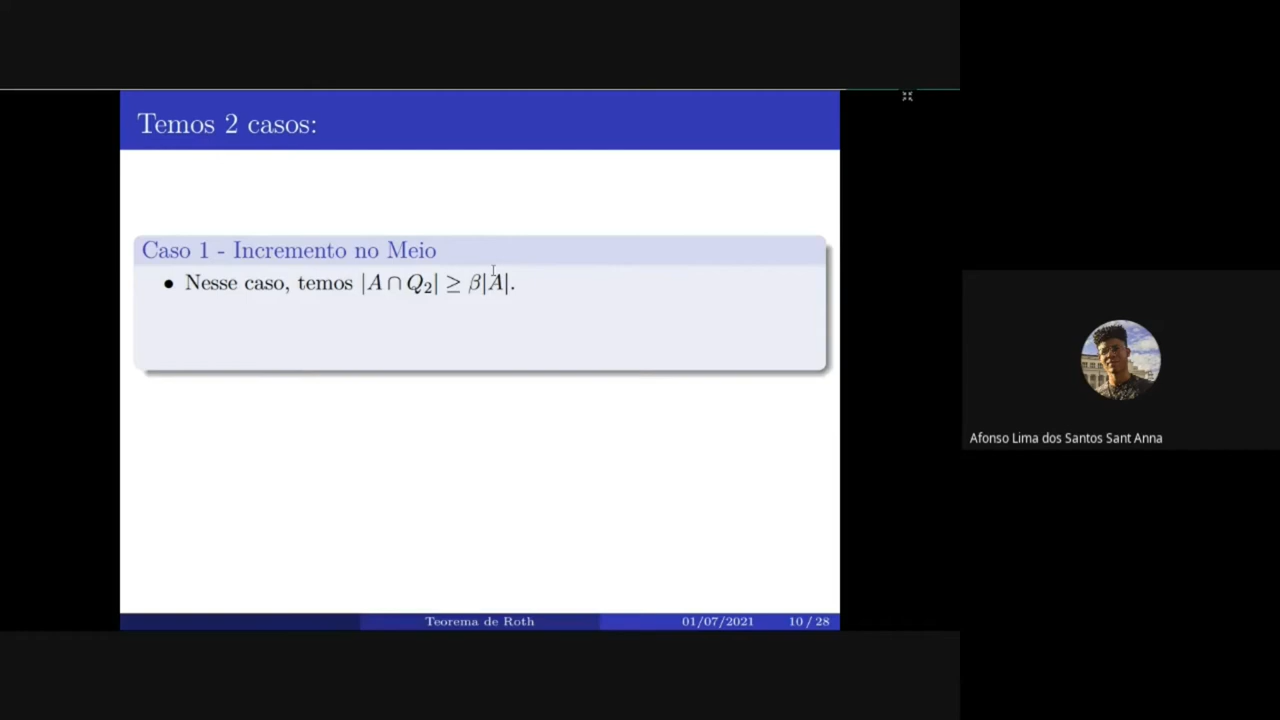 Temos 2 casos:
Caso 1 - Incremento no Meio
• Nesse caso, temos |A ∩ Q₂| ≥ β|A|.
Afonso Lima dos Santos Sant Anna
Teorema de Roth 01/07/2021 10 / 28